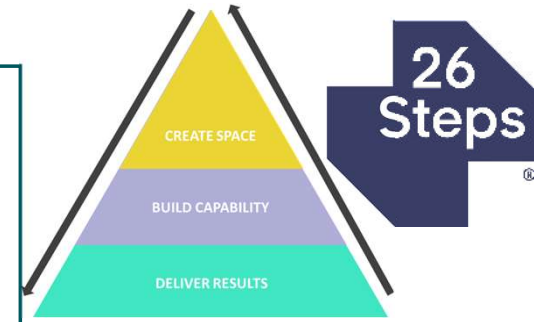 CREATE SPACE
BUILD CAPABILITY
DELIVER RESULTS
26
Steps
®